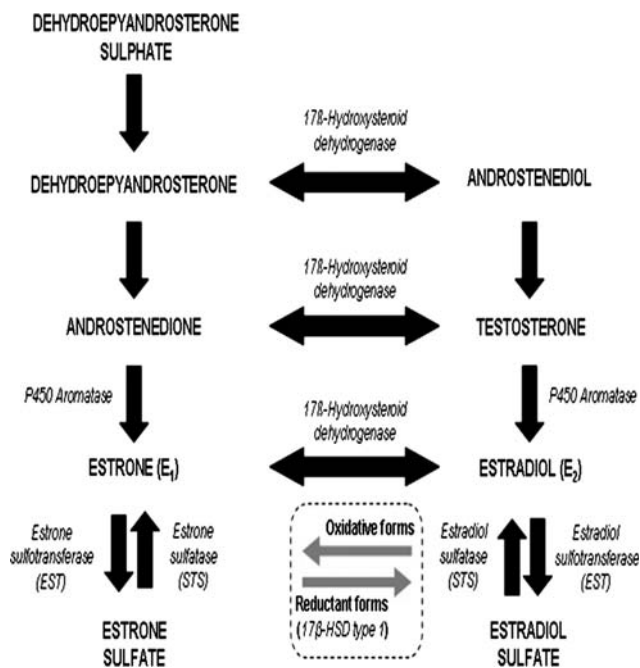 DEHYDROEPYANDROSTERONE
SULPHATE
17ß-Hydroxysteroid
dehydrogenase
DEHYDROEPYANDROSTERONE
ANDROSTENEDIOL
17ß-Hydroxysteroid
dehydrogenase
ANDROSTENEDIONE
TESTOSTERONE
P450 Aromatase
P450 Aromatase
17ß-Hydroxysteroid
dehydrogenase
ESTRONE (E₁)
ESTRADIOL (E₂)
Estrone
sulfotransferase
(EST)
Estrone
sulfatase
(STS)
Oxidative forms
Reductant forms
(17β-HSD type 1)
Estradiol
sulfatase
(STS)
Estradiol
sulfotransferase
(EST)
ESTRONE
SULFATE
ESTRADIOL
SULFATE